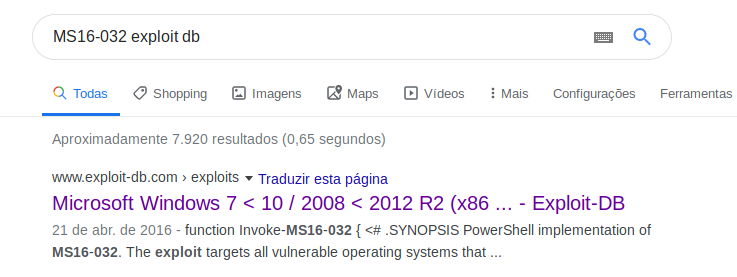 MS16-032 exploit db
Todas Shopping Imagens Maps Vídeos Mais Configurações Ferramentas
Aproximadamente 7.920 resultados (0,65 segundos)
www.exploit-db.com › exploits Traduzir esta página
Microsoft Windows 7 < 10 / 2008 < 2012 R2 (x86 ... - Exploit-DB
21 de abr. de 2016 - function Invoke-MS16-032 { <# .SYNOPSIS PowerShell implementation of
MS16-032. The exploit targets all vulnerable operating systems that ...